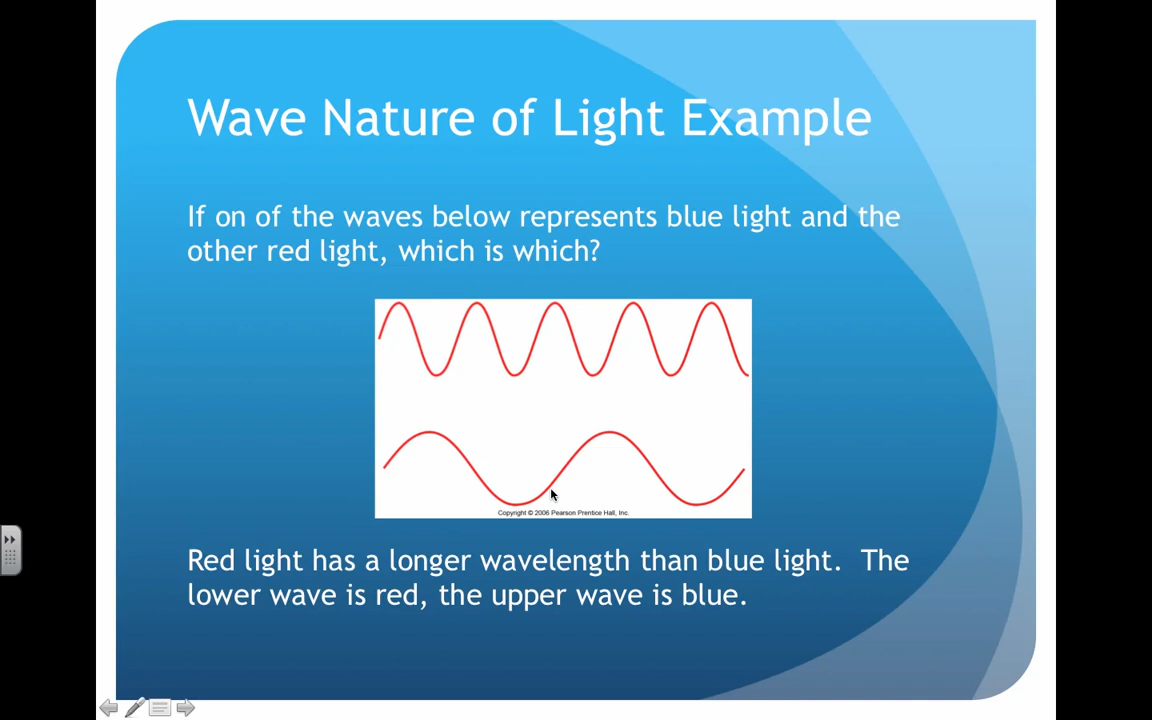 Wave Nature of Light Example
If on of the waves below represents blue light and the
other red light, which is which?
Copyright © 2006 Pearson Prentice Hall, Inc.
Red light has a longer wavelength than blue light.  The
lower wave is red, the upper wave is blue.